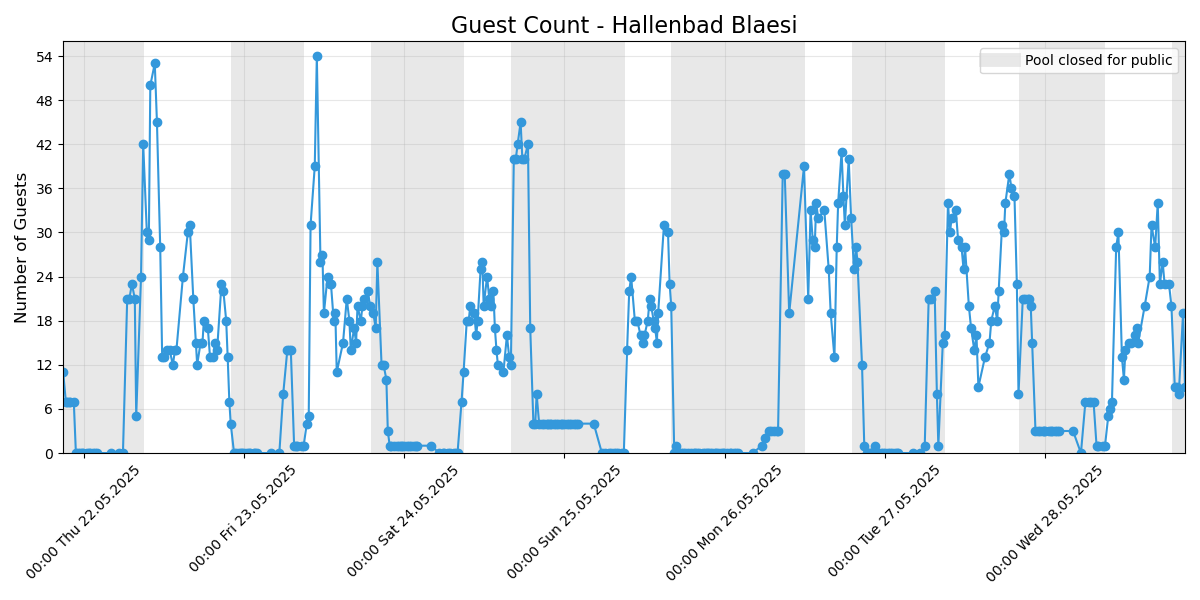 Guest Count - Hallenbad Blaesi
Pool closed for public
Number of Guests
54
48
42
36
30
24
18
12
6
0
00:00 Thu 22.05.2025
00:00 Fri 23.05.2025
00:00 Sat 24.05.2025
00:00 Sun 25.05.2025
00:00 Mon 26.05.2025
00:00 Tue 27.05.2025
00:00 Wed 28.05.2025